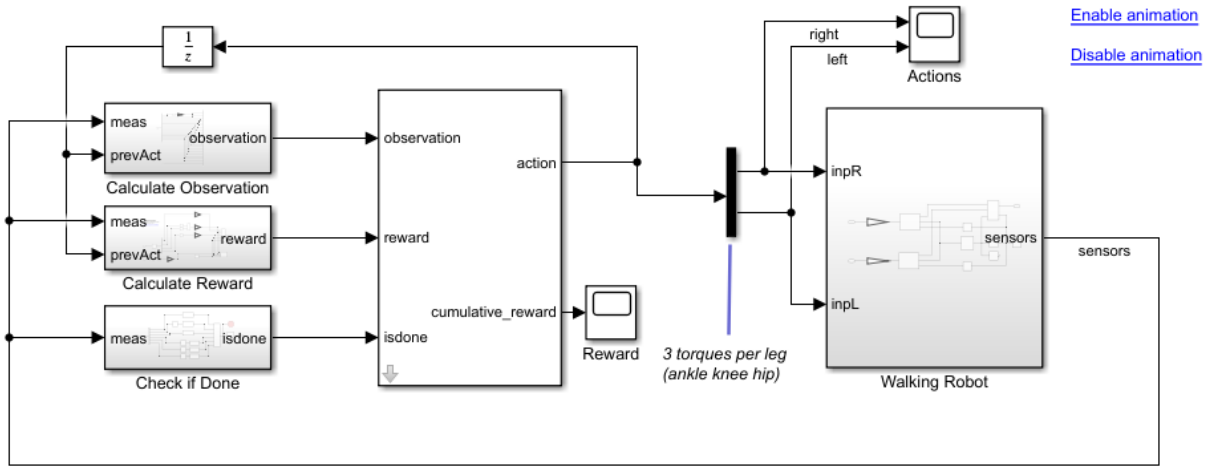 Enable animation
right
left
Disable animation
Actions
1
z
meas
observation
prevAct
Calculate Observation
meas
reward
prevAct
Calculate Reward
meas
isdone
Check if Done
observation
action
reward
cumulative_reward
isdone
Reward
3 torques per leg
(ankle knee hip)
inpR
sensors
inpL
Walking Robot
sensors